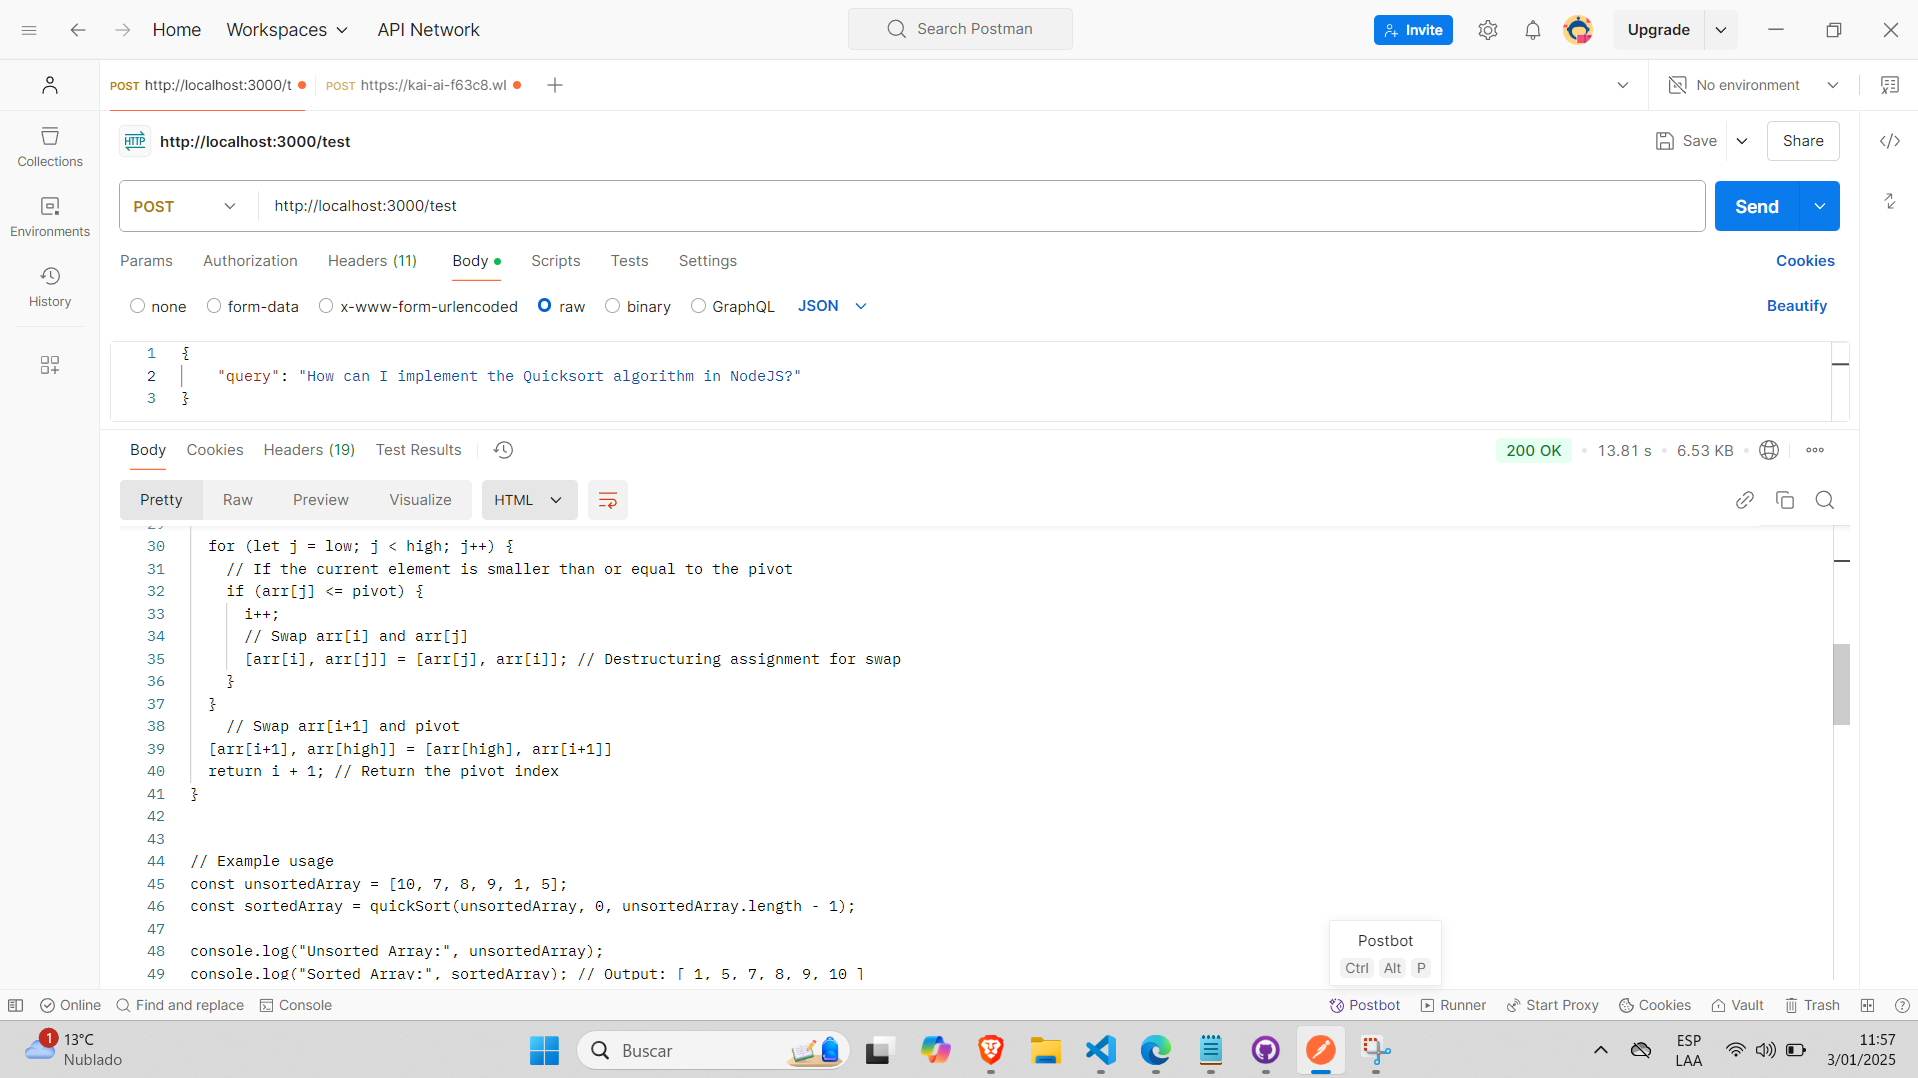 Home Workspaces API Network Search Postman Invite Upgrade
POST http://localhost:3000/t POST https://kai-ai-f63c8.wl No environment
HTTP http://localhost:3000/test Save Share
Collections
POST http://localhost:3000/test Send
Environments
Params Authorization Headers (11) Body Scripts Tests Settings Cookies
History
none form-data x-www-form-urlencoded raw binary GraphQL JSON Beautify
1 {
2 "query": "How can I implement the Quicksort algorithm in NodeJS?"
3 }
Body Cookies Headers (19) Test Results 200 OK 13.81 s 6.53 KB
Pretty Raw Preview Visualize HTML
29
30 for (let j = low; j < high; j++) {
31 // If the current element is smaller than or equal to the pivot
32 if (arr[j] <= pivot) {
33 i++;
34 // Swap arr[i] and arr[j]
35 [arr[i], arr[j]] = [arr[j], arr[i]]; // Destructuring assignment for swap
36 }
37 }
38 // Swap arr[i+1] and pivot
39 [arr[i+1], arr[high]] = [arr[high], arr[i+1]]
40 return i + 1; // Return the pivot index
41 }
42
43
44 // Example usage
45 const unsortedArray = [10, 7, 8, 9, 1, 5];
46 const sortedArray = quickSort(unsortedArray, 0, unsortedArray.length - 1);
47
48 console.log("Unsorted Array:", unsortedArray);
49 console.log("Sorted Array:", sortedArray); // Output: [ 1, 5, 7, 8, 9, 10 ]
Postbot
Ctrl Alt P
Online Find and replace Console Postbot Runner Start Proxy Cookies Vault Trash
1 13°C
Nublado
Buscar
ESP
LAA
11:57
3/01/2025